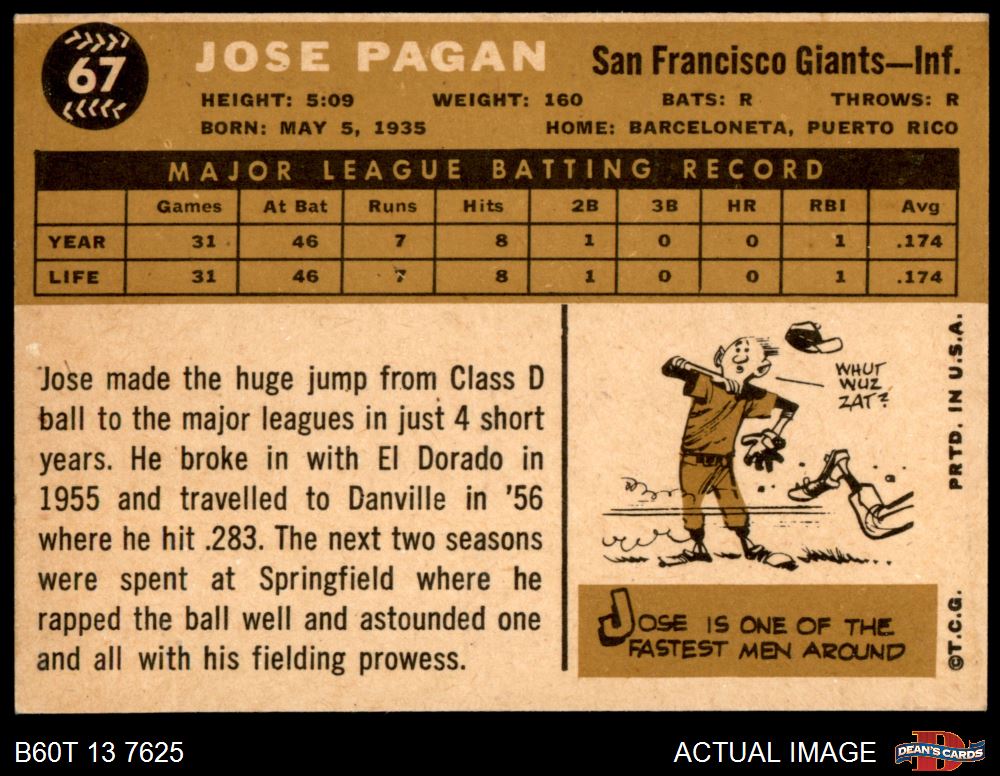 67
JOSE PAGAN
San Francisco Giants—Inf.
HEIGHT: 5:09 WEIGHT: 160 BATS: R THROWS: R
BORN: MAY 5, 1935 HOME: BARCELONETA, PUERTO RICO
MAJOR LEAGUE BATTING RECORD
Games At Bat Runs Hits 2B 3B HR RBI Avg
YEAR 31 46 7 8 1 0 0 1 .174
LIFE 31 46 7 8 1 0 0 1 .174
Jose made the huge jump from Class D
ball to the major leagues in just 4 short
years. He broke in with El Dorado in
1955 and travelled to Danville in '56
where he hit .283. The next two seasons
were spent at Springfield where he
rapped the ball well and astounded one
and all with his fielding prowess.
WHUT
WUZ
ZAT?
JOSE IS ONE OF THE
FASTEST MEN AROUND
©T.C.G. PRTD. IN U.S.A.
B60T 13 7625
ACTUAL IMAGE
DEAN'S CARDS